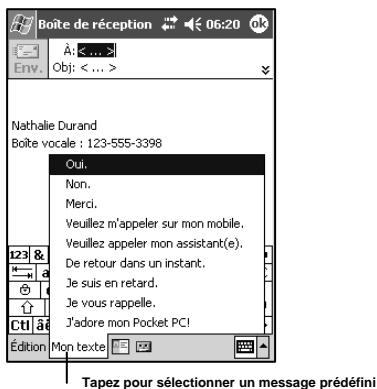 Boîte de réception 06:20 ok
À: < ... >
Env. Obj: < ... >
Nathalie Durand
Boîte vocale : 123-555-3398
Oui.
Non.
Merci.
Veuillez m'appeler sur mon mobile.
Veuillez appeler mon assistant(e).
De retour dans un instant.
Je suis en retard.
Je vous rappelle.
J'adore mon Pocket PC!
123 &
Ctl áë
Édition Mon texte
Tapez pour sélectionner un message prédéfini